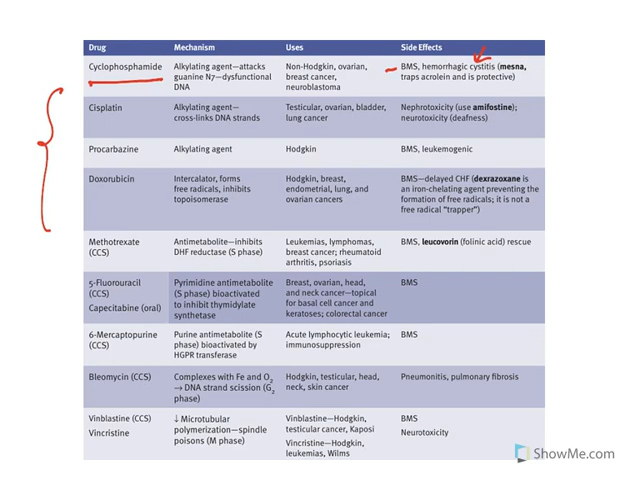 Drug Mechanism Uses Side Effects
Cyclophosphamide Alkylating agent—attacks Non-Hodgkin, ovarian, BMS, hemorrhagic cystitis (mesna,
guanine N7—dysfunctional breast cancer, traps acrolein and is protective)
DNA neuroblastoma
Cisplatin Alkylating agent— Testicular, ovarian, bladder, Nephrotoxicity (use amifostine);
cross-links DNA strands lung cancer neurotoxicity (deafness)
Procarbazine Alkylating agent Hodgkin BMS, leukemogenic
Doxorubicin Intercalator, forms Hodgkin, breast, BMS—delayed CHF (dexrazoxane
free radicals, inhibits endometrial, lung, and is an iron-chelating agent preventing the
topoisomerase ovarian cancers formation of free radicals; it is not a
free radical “trapper”)
Methotrexate Antimetabolite—inhibits Leukemias, lymphomas, BMS, leucovorin (folinic acid) rescue
(CCS) DHF reductase (S phase) breast cancer; rheumatoid
arthritis, psoriasis
5-Fluorouracil Pyrimidine antimetabolite Breast, ovarian, head, BMS
(CCS) (S phase) bioactivated and neck cancer—topical
Capecitabine (oral) to inhibit thymidylate for basal cell cancer and
synthetase keratoses; colorectal cancer
6-Mercaptopurine Purine antimetabolite (S Acute lymphocytic leukemia; BMS
(CCS) phase) bioactivated by immunosuppression
HGPR transferase
Bleomycin (CCS) Complexes with Fe and O2 Hodgkin, testicular, head, Pneumonitis, pulmonary fibrosis
→ DNA strand scission (G2 neck, skin cancer
phase)
Vinblastine (CCS) ↓ Microtubular Vinblastine—Hodgkin, BMS
Vincristine polymerization—spindle testicular cancer, Kaposi Neurotoxicity
poisons (M phase) Vincristine—Hodgkin,
leukemias, Wilms
ShowMe.com